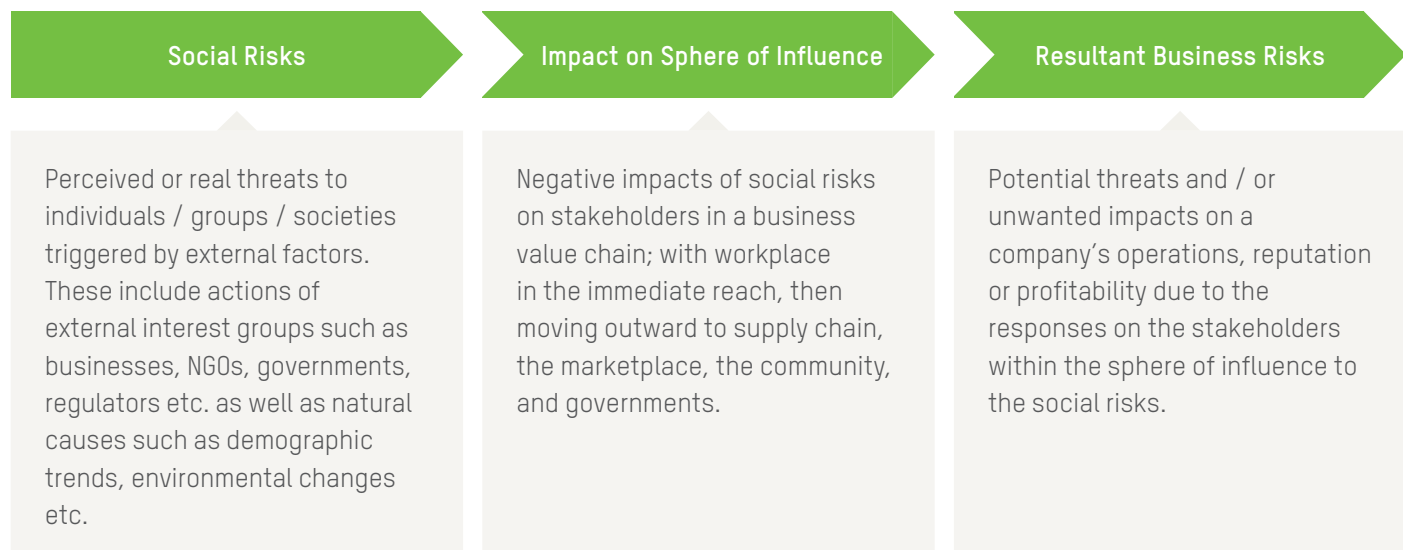 Social Risks
Impact on Sphere of Influence
Resultant Business Risks
Perceived or real threats to
individuals / groups / societies
triggered by external factors.
These include actions of
external interest groups such as
businesses, NGOs, governments,
regulators etc. as well as natural
causes such as demographic
trends, environmental changes
etc.
Negative impacts of social risks
on stakeholders in a business
value chain; with workplace
in the immediate reach, then
moving outward to supply chain,
the marketplace, the community,
and governments.
Potential threats and / or
unwanted impacts on a
company's operations, reputation
or profitability due to the
responses on the stakeholders
within the sphere of influence to
the social risks.